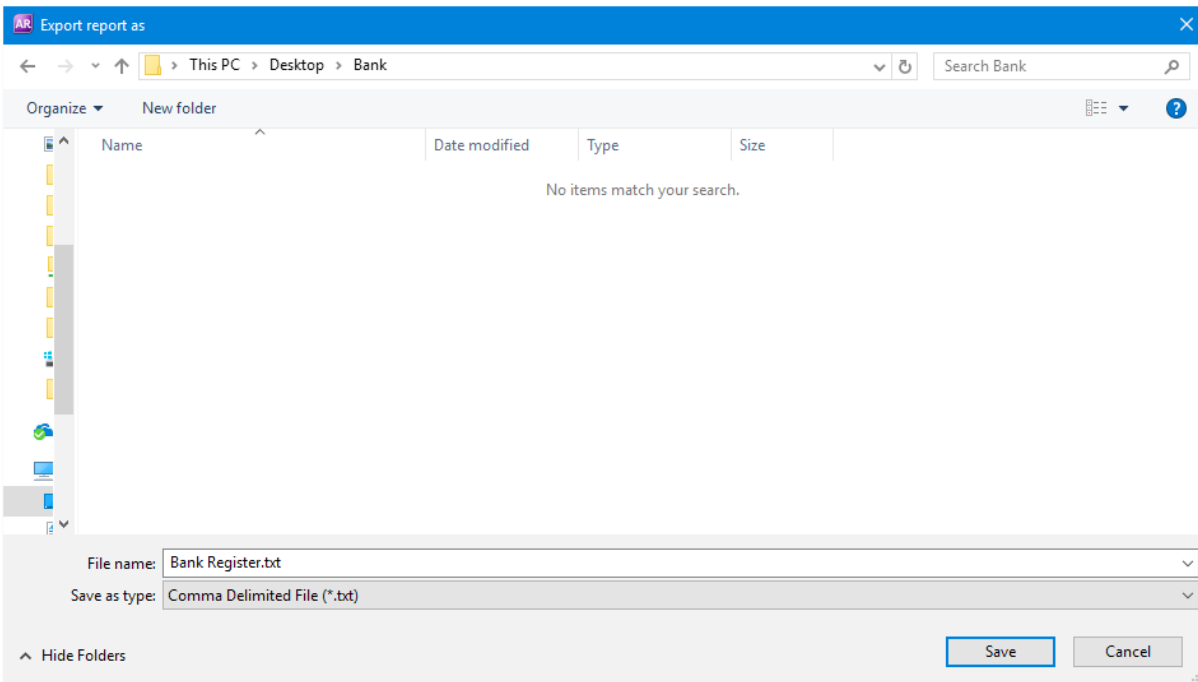 AR Export report as
This PC > Desktop > Bank
Search Bank
Organize
New folder
?
Name
Date modified
Type
Size
No items match your search.
File name: Bank Register.txt
Save as type: Comma Delimited File (*.txt)
Hide Folders
Save
Cancel